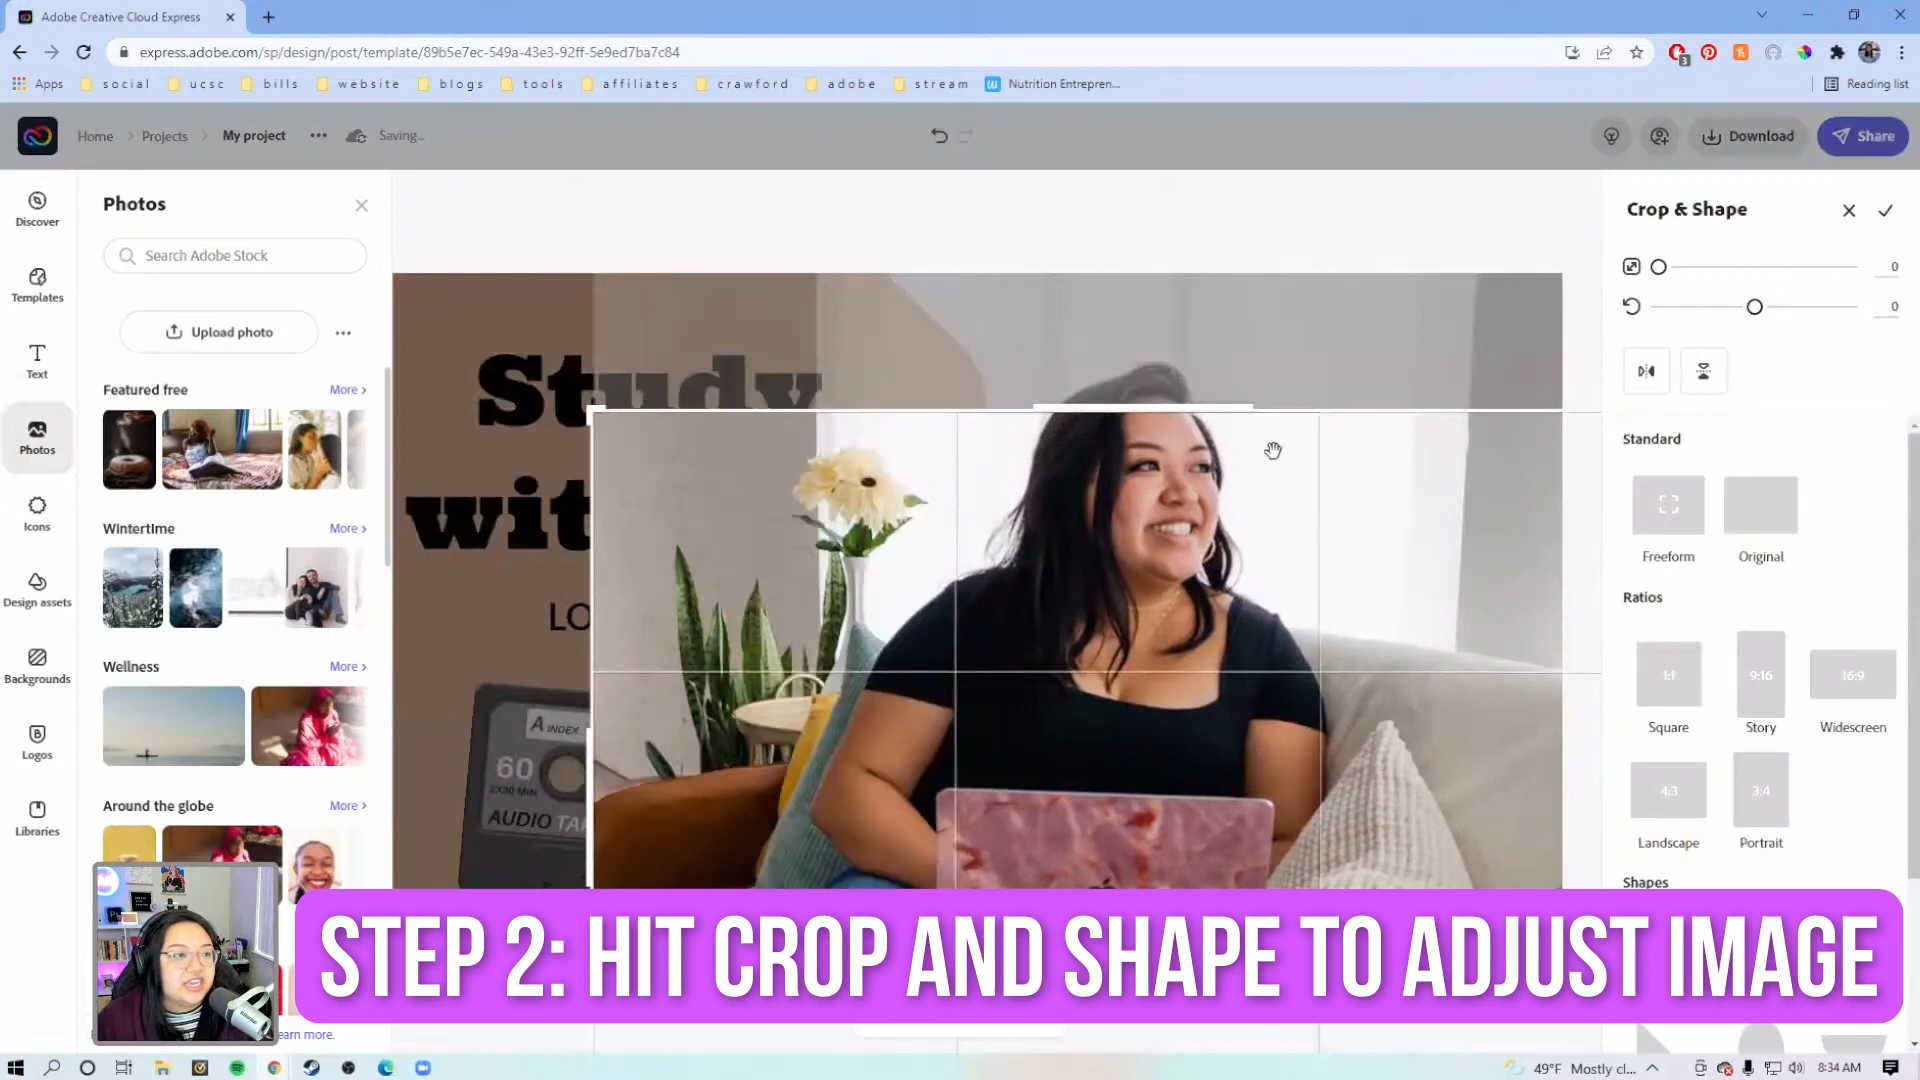 Adobe Creative Cloud Express
express.adobe.com/sp/design/post/template/89b5e7ec-549a-43e3-92ff-5e9ed7ba7c84
3
Apps
social
ucsc
bills
website
blogs
tools
affiliates
crawford
adobe
stream
Nutrition Entrepren...
Reading list
Home
Projects
My project
Saving...
Download
Share
Discover
Templates
Text
Photos
Icons
Design assets
Backgrounds
Logos
Libraries
Photos
Search Adobe Stock
Upload photo
Featured free
More
Wintertime
More
Wellness
More
Around the globe
More
earn more.
Study
wit
LO
A INDEX
60
2X30 MIN
AUDIO TA
Crop & Shape
0
0
Standard
Freeform
Original
Ratios
1:1
9:16
16:9
Square
Story
Widescreen
4:3
3:4
Landscape
Portrait
Shapes
STEP 2: HIT CROP AND SHAPE TO ADJUST IMAGE
49°F Mostly cl...
8:34 AM